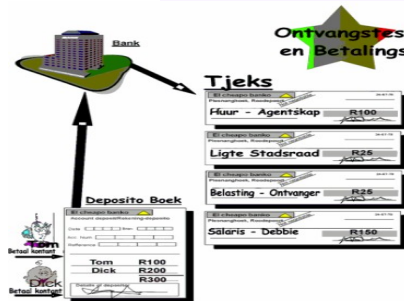 Ontvangstes
en Betalings
Bank
Tjeks
El cheapo banko
Huur - Agentskap R100
El cheapo banko
Ligte Stadsraad R25
El cheapo banko
Belasting - Ontvanger R25
El cheapo banko
Salaris - Debbie R150
Deposito Boek
El cheapo banko
Tom
Betaal kontant
Dick
Betaal kontant
Tom R100
Dick R200
R300